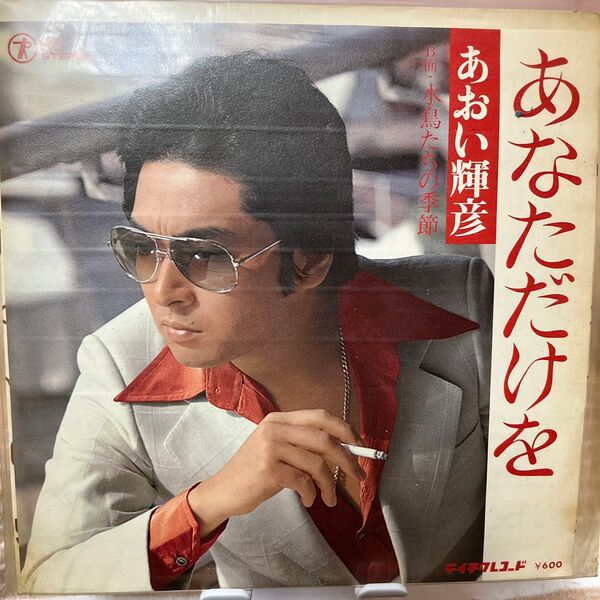 あなただけを
あおい輝彦
B面・水鳥たちの季節
STEREO
テイチクレコード ¥600